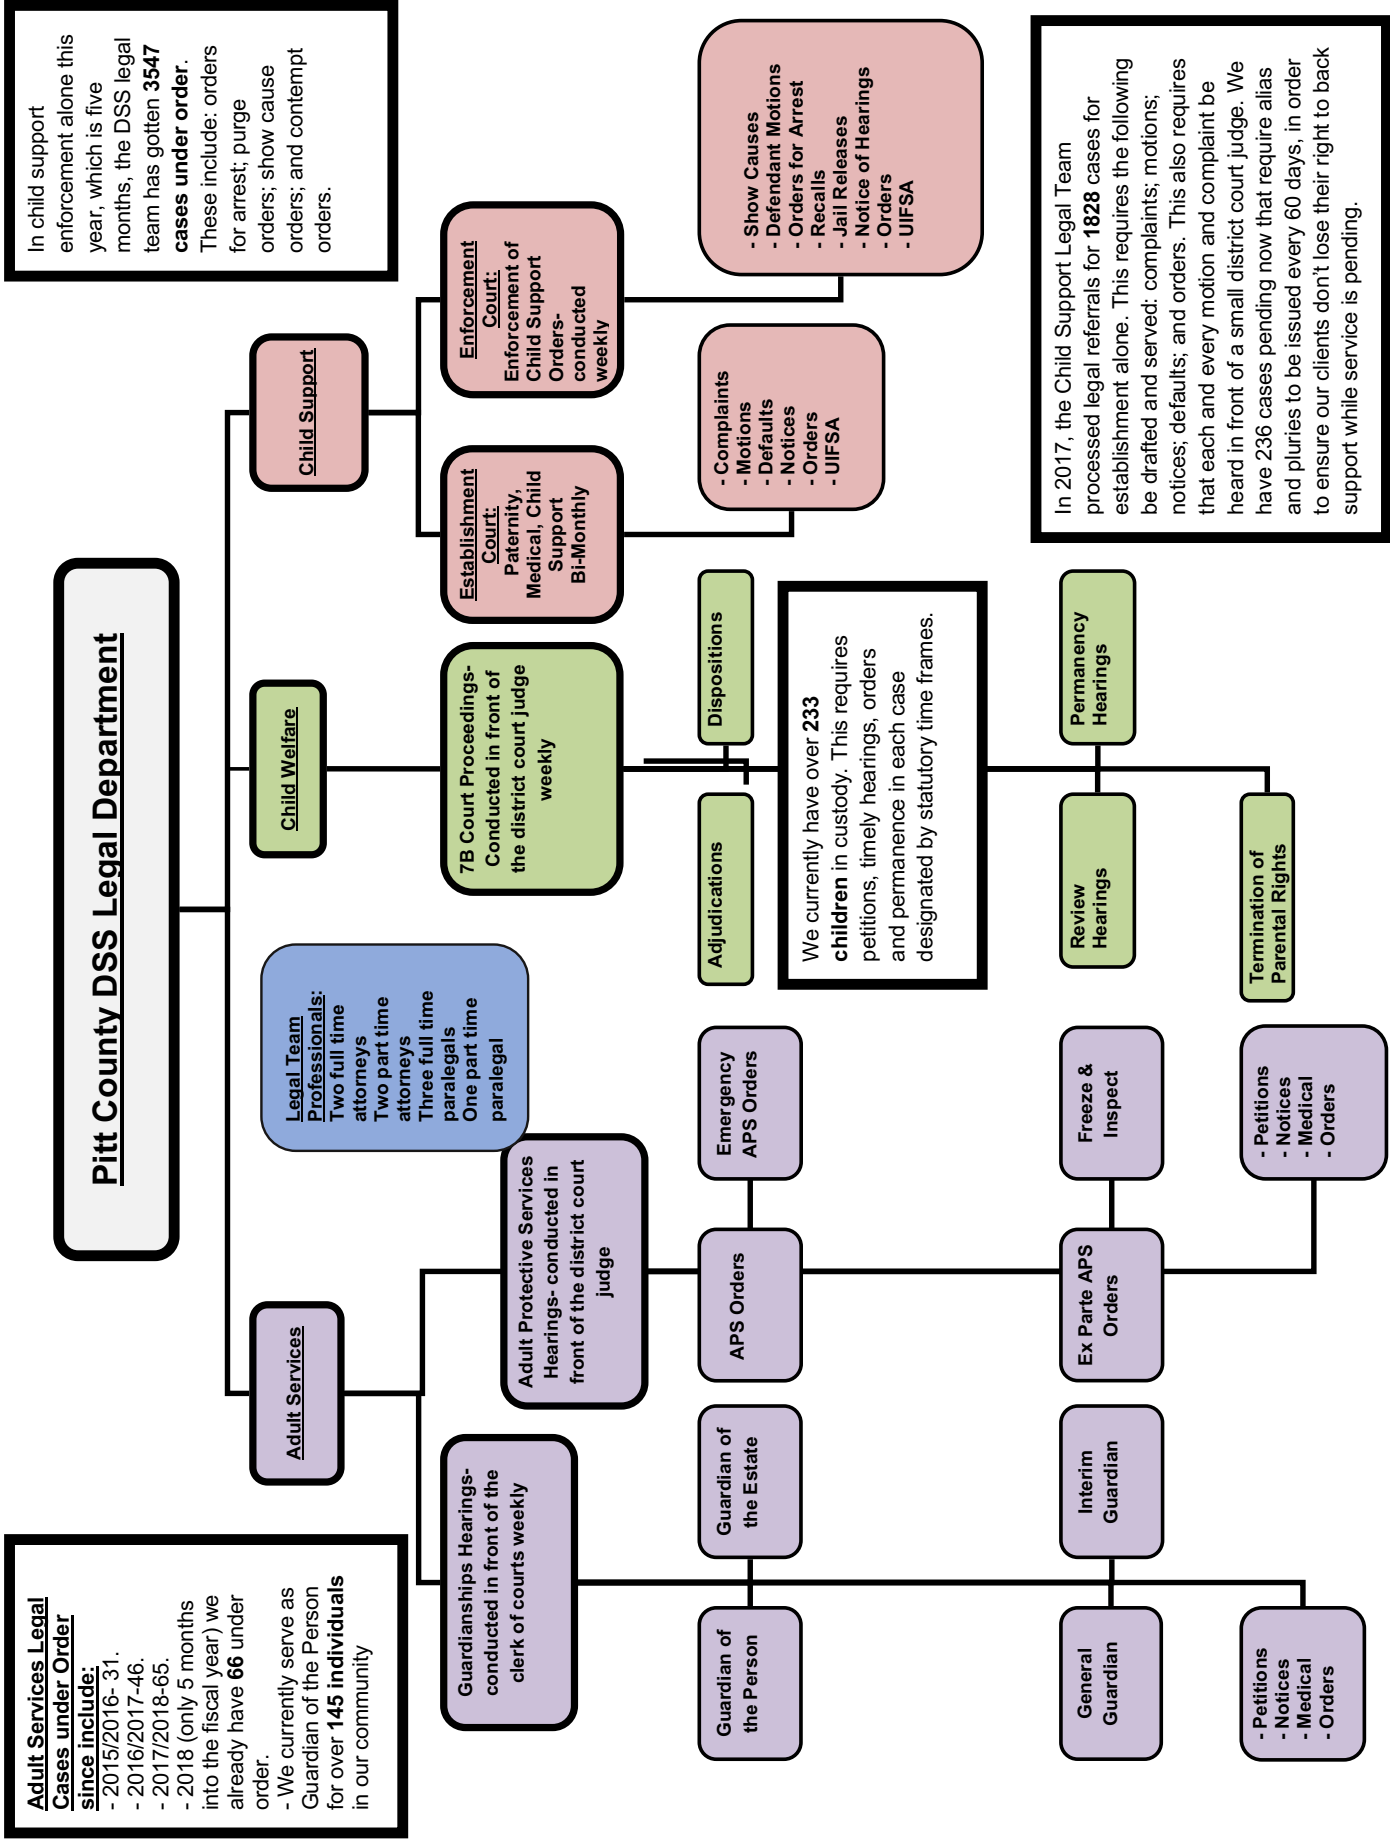 Pitt County DSS Legal Department
Adult Services Legal
Cases under Order
since include:
- 2015/2016- 31.
- 2016/2017-46.
- 2017/2018-65.
- 2018 (only 5 months
into the fiscal year) we
already have 66 under
order.
- We currently serve as
Guardian of the Person
for over 145 individuals
in our community
In child support
enforcement alone this
year, which is five
months, the DSS legal
team has gotten 3547
cases under order.
These include: orders
for arrest; purge
orders; show cause
orders; and contempt
orders.
Adult Services
Legal Team
Professionals:
Two full time
attorneys
Two part time
attorneys
Three full time
paralegals
One part time
paralegal
Child Welfare
Child Support
Guardianships Hearings-
conducted in front of the
clerk of courts weekly
Adult Protective Services
Hearings- conducted in
front of the district court
judge
7B Court Proceedings-
Conducted in front of
the district court judge
weekly
Establishment
Court:
Paternity,
Medical, Child
Support
Bi-Monthly
Enforcement
Court:
Enforcement of
Child Support
Orders-
conducted
weekly
Guardian of
the Person
Guardian of
the Estate
APS Orders
Emergency
APS Orders
Adjudications
Dispositions
- Complaints
- Motions
- Defaults
- Notices
- Orders
- UIFSA
- Show Causes
- Defendant Motions
- Orders for Arrest
- Recalls
- Jail Releases
- Notice of Hearings
- Orders
- UIFSA
We currently have over 233
children in custody. This requires
petitions, timely hearings, orders
and permanence in each case
designated by statutory time frames.
General
Guardian
Interim
Guardian
Ex Parte APS
Orders
Freeze &
Inspect
Review
Hearings
Permanency
Hearings
In 2017, the Child Support Legal Team
processed legal referrals for 1828 cases for
establishment alone. This requires the following
be drafted and served: complaints; motions;
notices; defaults; and orders. This also requires
that each and every motion and complaint be
heard in front of a small district court judge. We
have 236 cases pending now that require alias
and pluries to be issued every 60 days, in order
to ensure our clients don't lose their right to back
support while service is pending.
- Petitions
- Notices
- Medical
- Orders
- Petitions
- Notices
- Medical
- Orders
Termination of
Parental Rights